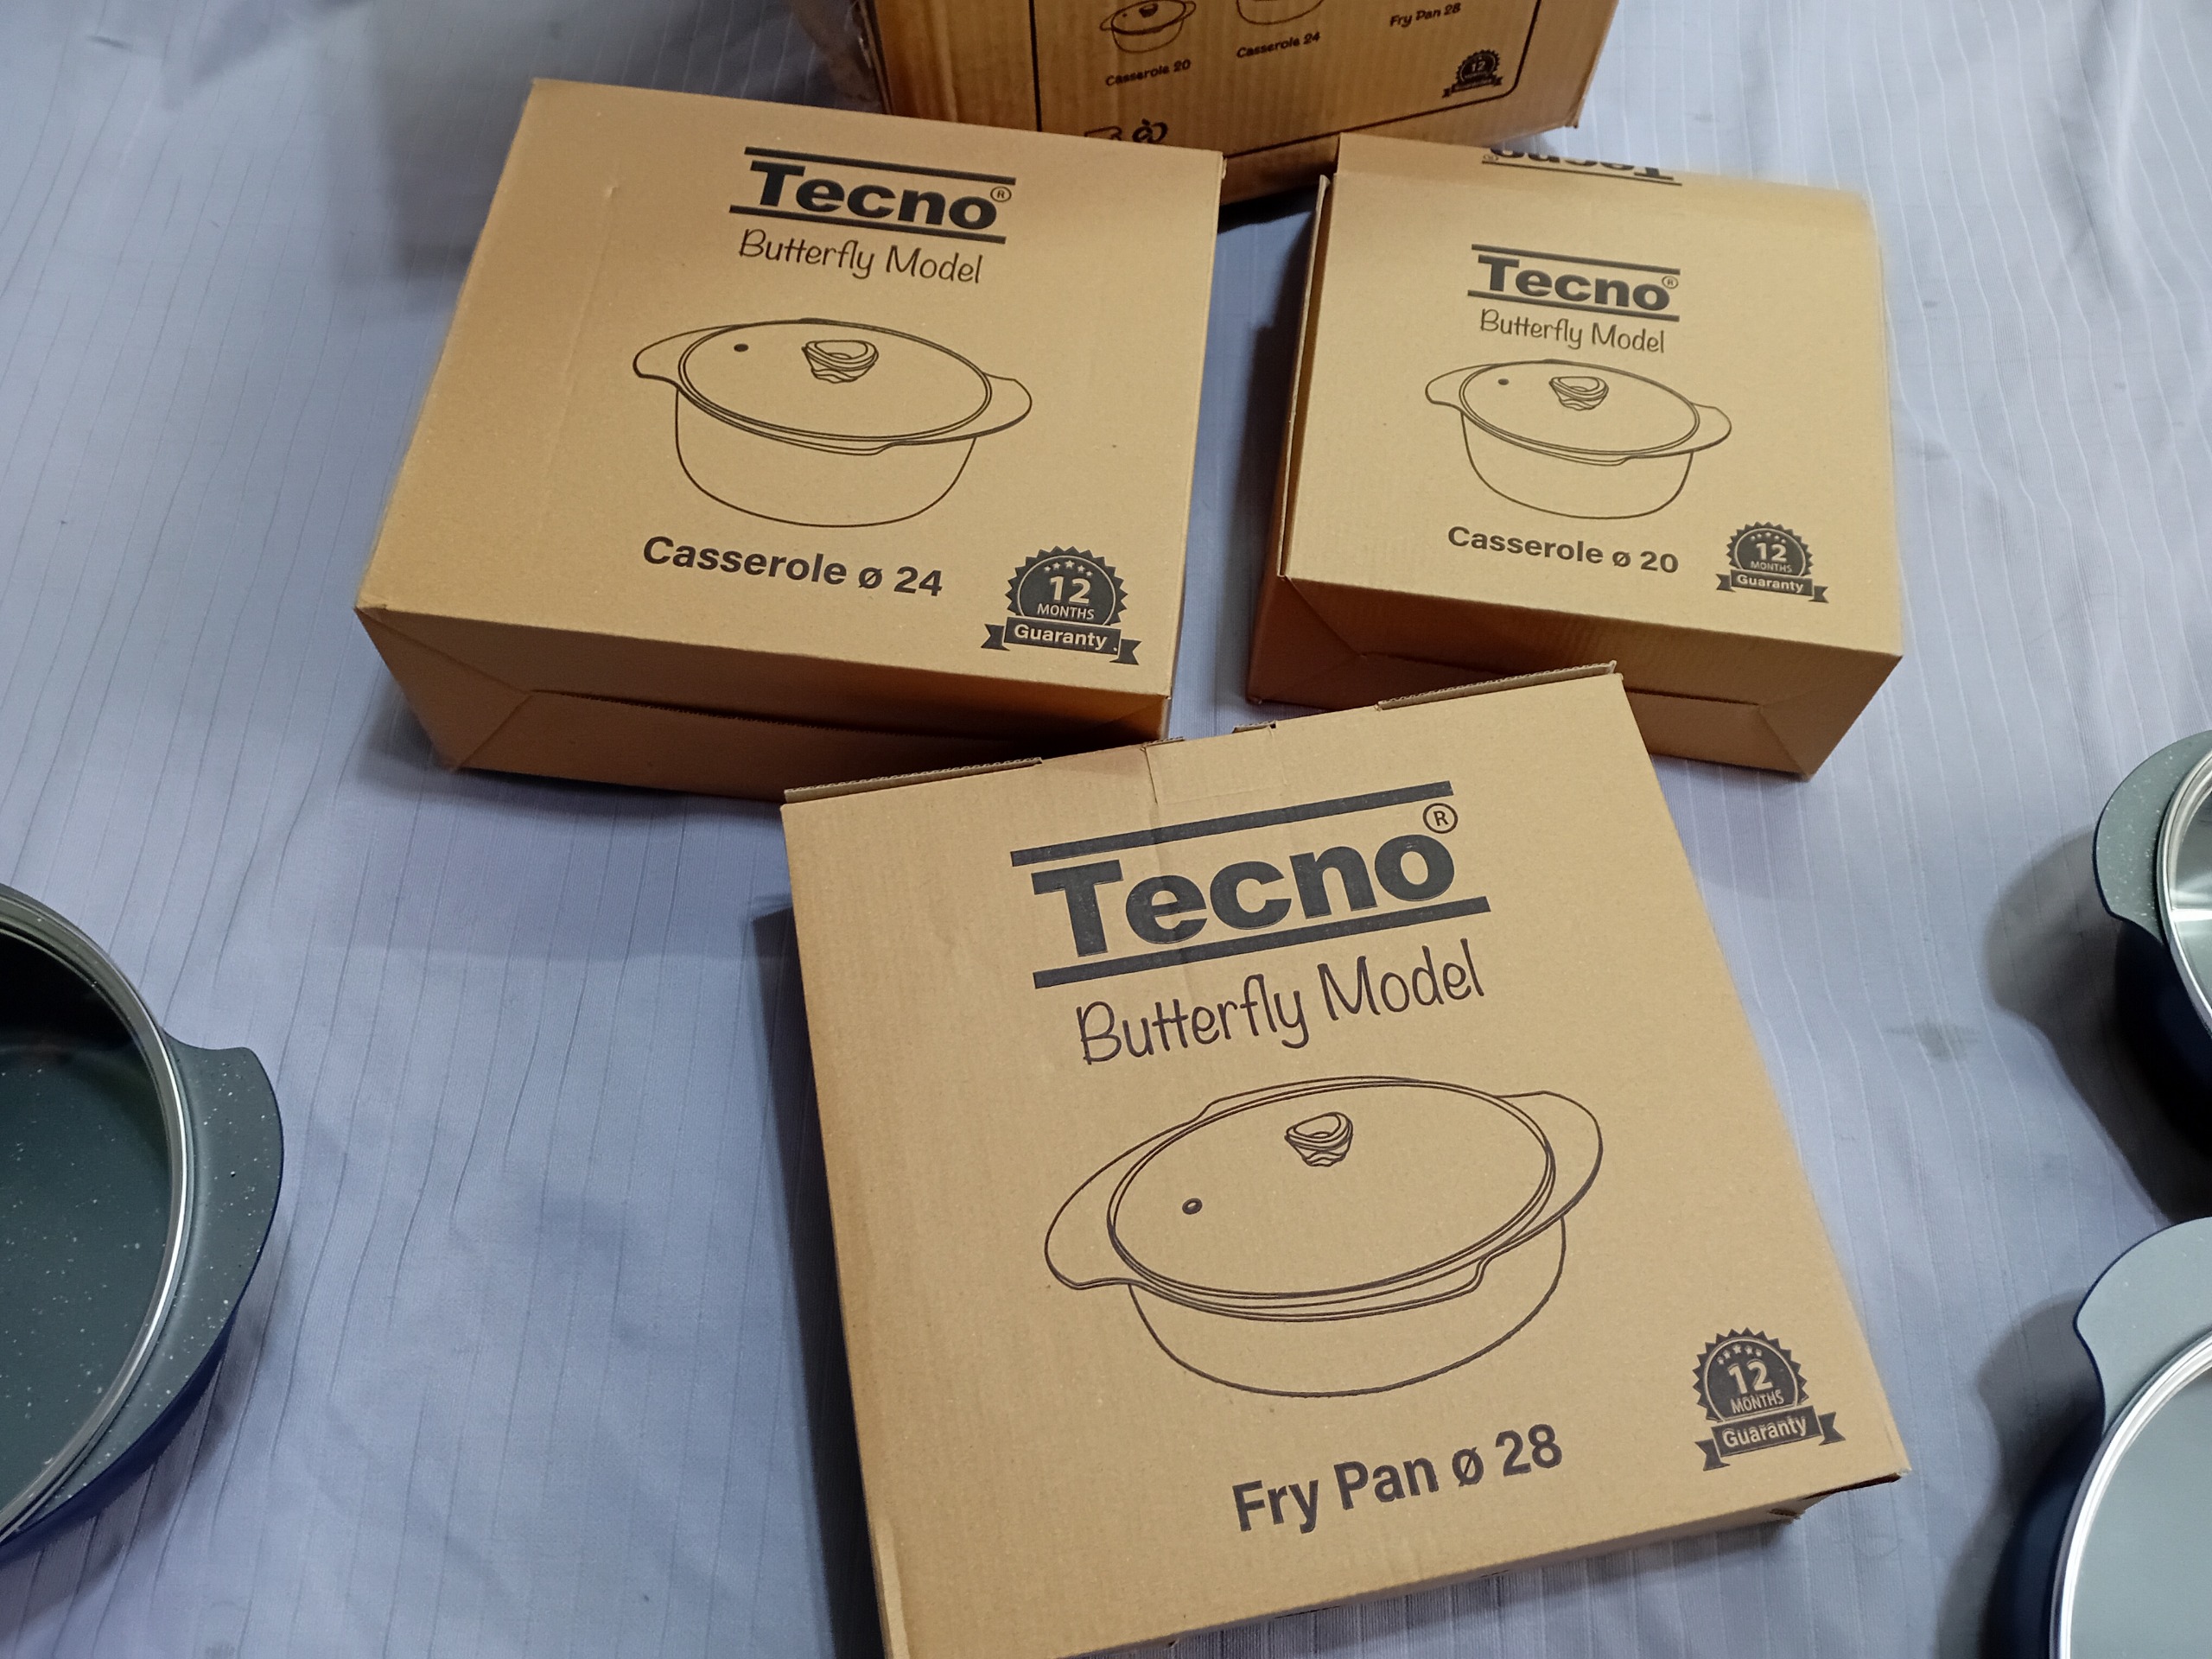 Casserole 20
Casserole 24
Fry Pan 28
12
Tecno®
Butterfly Model
Casserole ø 24
12
MONTHS
Guaranty
Tecno®
Tecno®
Butterfly Model
Casserole ø 20
12
MONTHS
Guaranty
Tecno®
Butterfly Model
Fry Pan ø 28
12
MONTHS
Guaranty